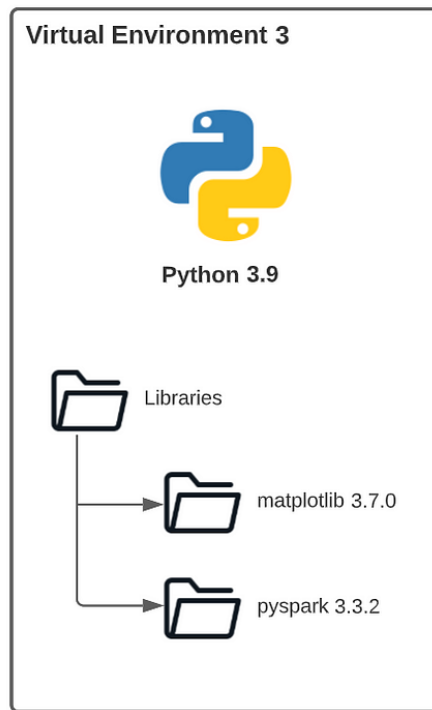 Virtual Environment 3
Python 3.9
Libraries
matplotlib 3.7.0
pyspark 3.3.2